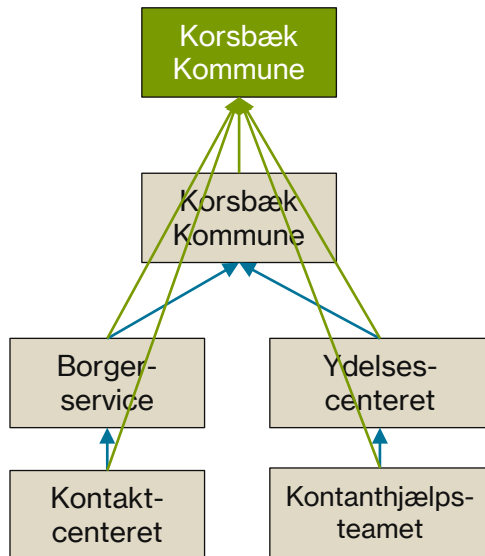 Korsbæk
Kommune
Korsbæk
Kommune
Borger-
service
Ydelses-
centeret
Kontakt-
centeret
Kontanthjælps-
teamet